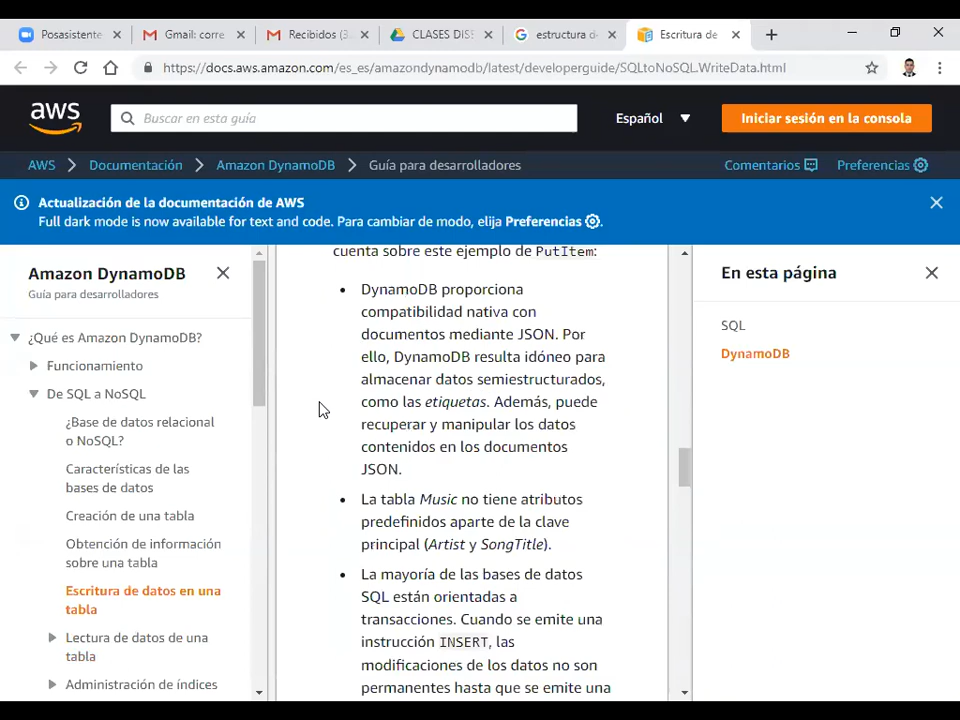 Posasistente
Gmail: corre
Recibidos (3
CLASES DISE
estructura de
Escritura de
https://docs.aws.amazon.com/es_es/amazondynamodb/latest/developerguide/SQLtoNoSQL.WriteData.html
aws
Buscar en esta guía
Español
Iniciar sesión en la consola
AWS
Documentación
Amazon DynamoDB
Guía para desarrolladores
Comentarios
Preferencias
Actualización de la documentación de AWS
Full dark mode is now available for text and code. Para cambiar de modo, elija Preferencias.
Amazon DynamoDB
Guía para desarrolladores
¿Qué es Amazon DynamoDB?
Funcionamiento
De SQL a NoSQL
¿Base de datos relacional
o NoSQL?
Características de las
bases de datos
Creación de una tabla
Obtención de información
sobre una tabla
Escritura de datos en una
tabla
Lectura de datos de una
tabla
Administración de índices
cuenta sobre este ejemplo de PutItem:
• DynamoDB proporciona
compatibilidad nativa con
documentos mediante JSON. Por
ello, DynamoDB resulta idóneo para
almacenar datos semiestructurados,
como las etiquetas. Además, puede
recuperar y manipular los datos
contenidos en los documentos
JSON.
• La tabla Music no tiene atributos
predefinidos aparte de la clave
principal (Artist y SongTitle).
• La mayoría de las bases de datos
SQL están orientadas a
transacciones. Cuando se emite una
instrucción INSERT, las
modificaciones de los datos no son
permanentes hasta que se emite una
En esta página
SQL
DynamoDB